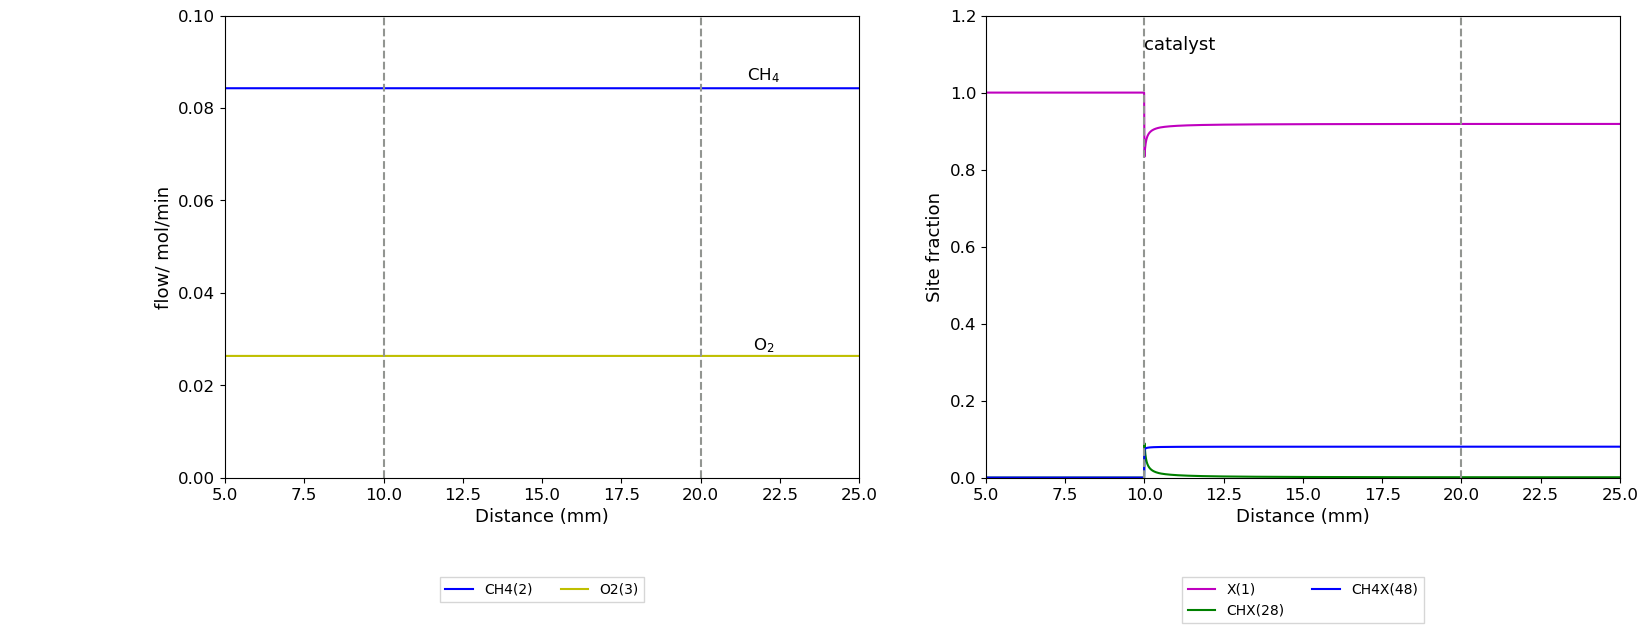 0.10
0.08
0.06
0.04
0.02
0.00
flow/ mol/min
CH₄
O₂
5.0 7.5 10.0 12.5 15.0 17.5 20.0 22.5 25.0
Distance (mm)
CH4(2) O2(3)
1.2
1.0
0.8
0.6
0.4
0.2
0.0
Site fraction
catalyst
5.0 7.5 10.0 12.5 15.0 17.5 20.0 22.5 25.0
Distance (mm)
X(1) CH4X(48)
CHX(28)